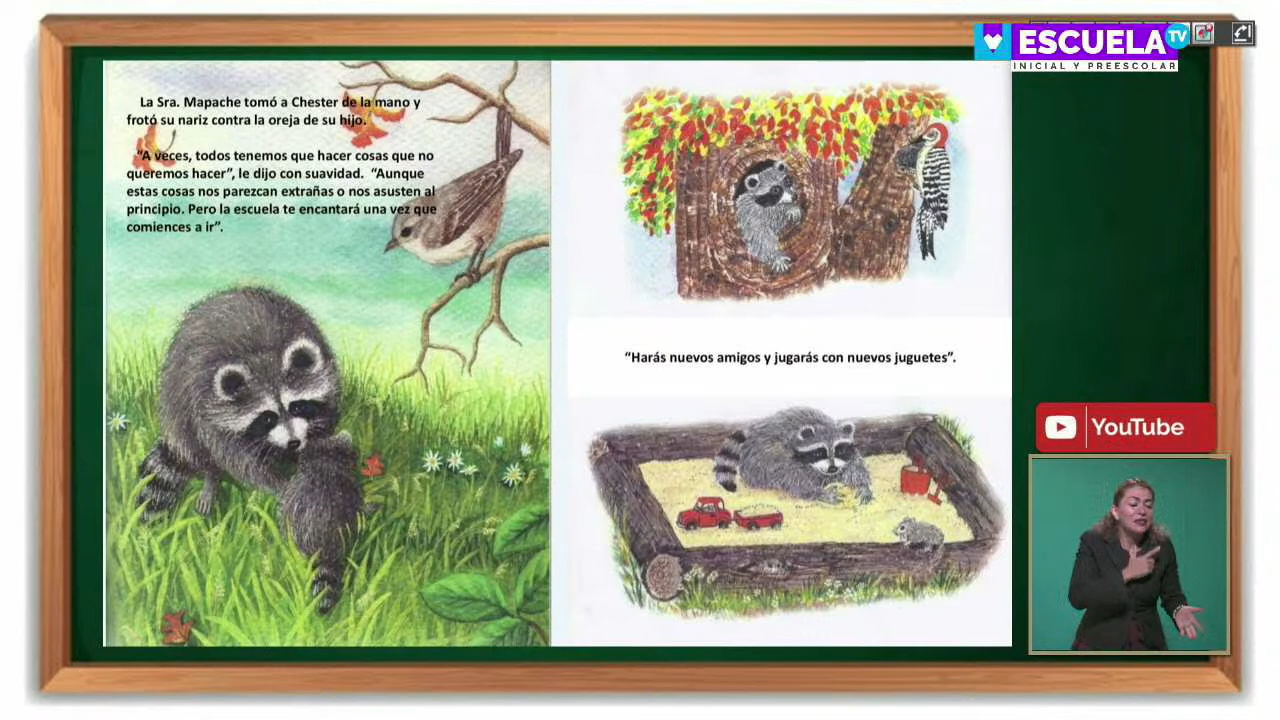 ESCUELA
TV
INICIAL Y PREESCOLAR
La Sra. Mapache tomó a Chester de la mano y
frotó su nariz contra la oreja de su hijo.
“A veces, todos tenemos que hacer cosas que no
queremos hacer”, le dijo con suavidad. “Aunque
estas cosas nos parezcan extrañas o nos asusten al
principio. Pero la escuela te encantará una vez que
comiences a ir”.
“Harás nuevos amigos y jugarás con nuevos juguetes”.
YouTube